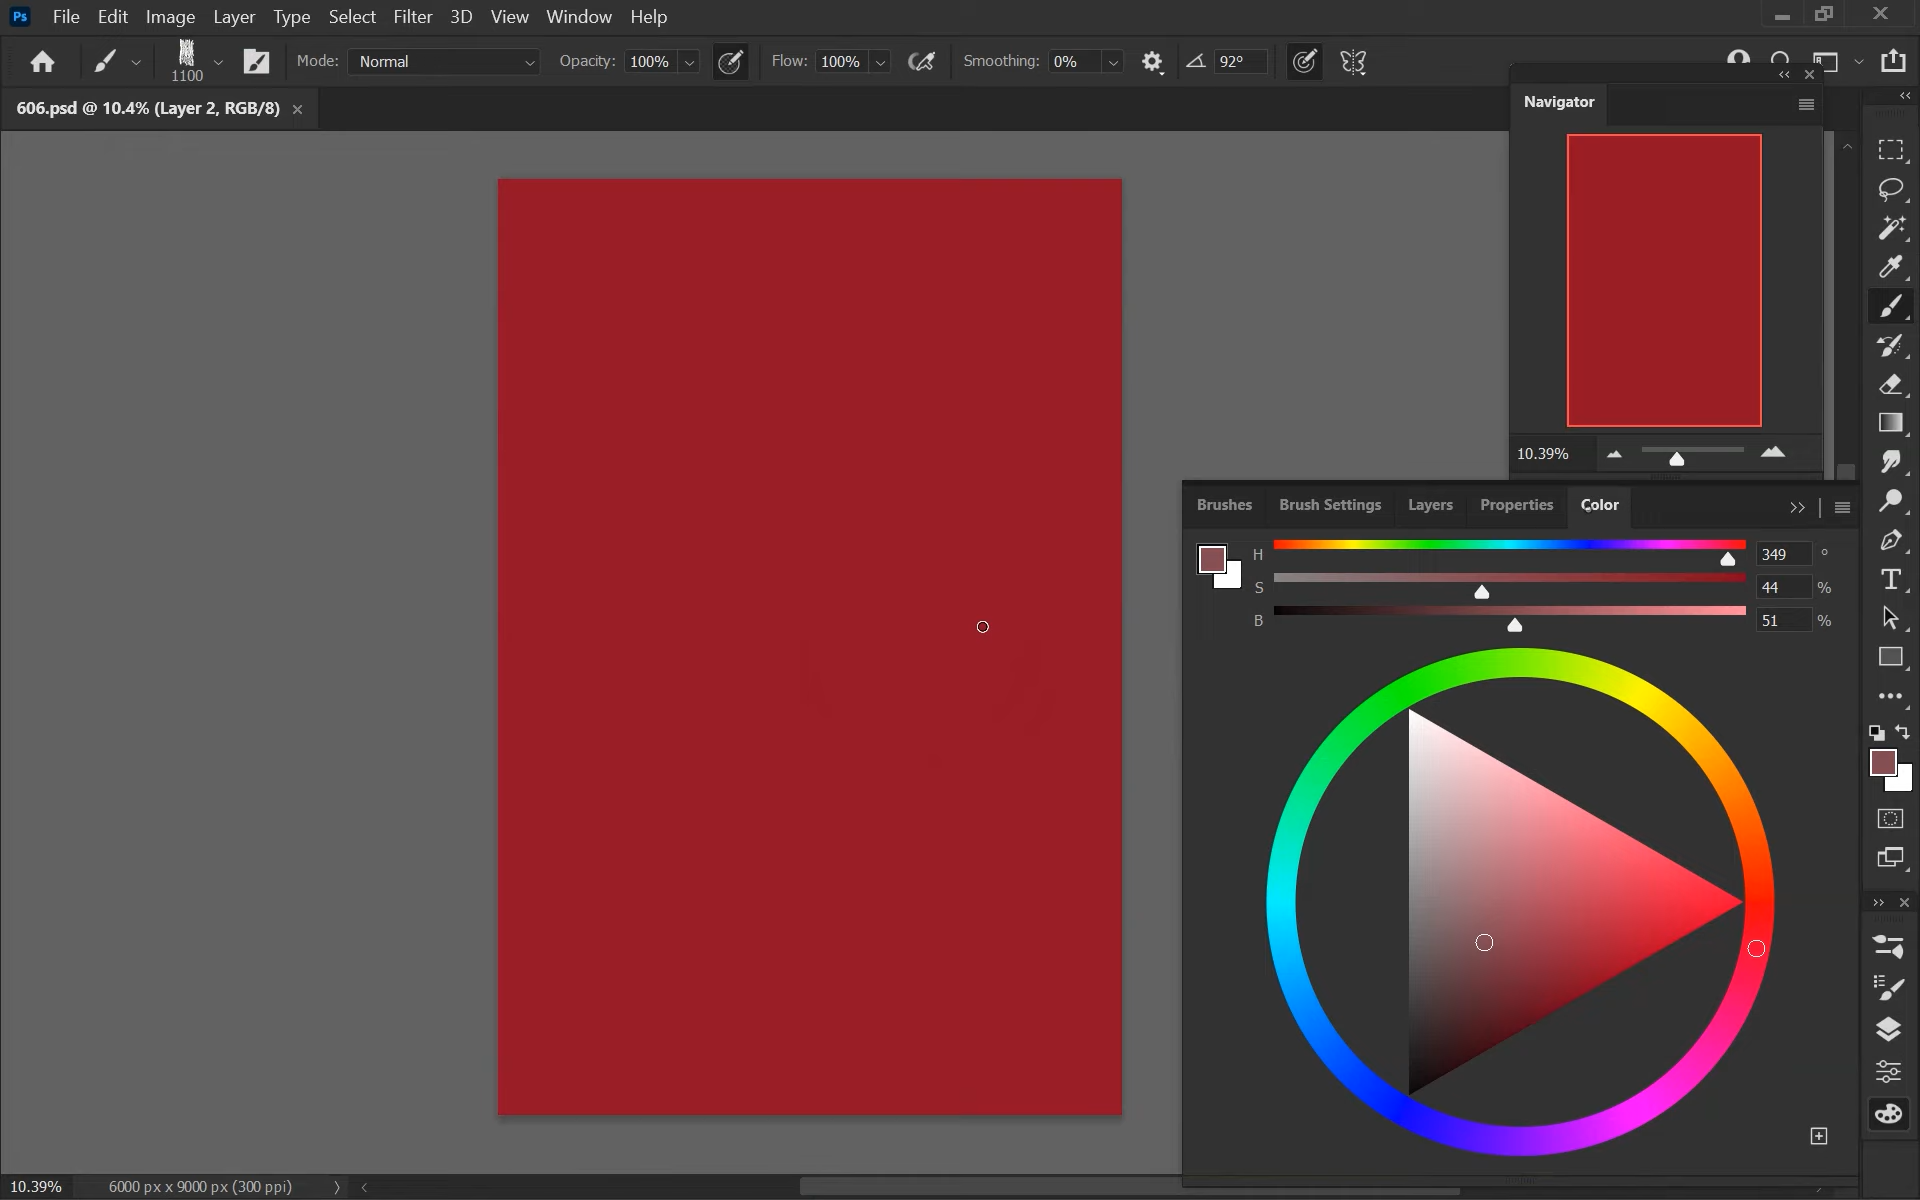 Ps File Edit Image Layer Type Select Filter 3D View Window Help
1100 Mode: Normal Opacity: 100% Flow: 100% Smoothing: 0% 92°
606.psd @ 10.4% (Layer 2, RGB/8)
Navigator
10.39%
Brushes Brush Settings Layers Properties Color
H 349 °
S 44 %
B 51 %
10.39% 6000 px x 9000 px (300 ppi)